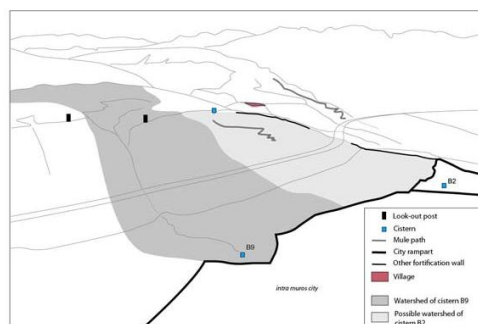 B2
B9
intra muros city
Look-out post
Cistern
Mule path
City rampart
Other fortification wall
Village
Watershed of cistern B9
Possible watershed of
cistern B2